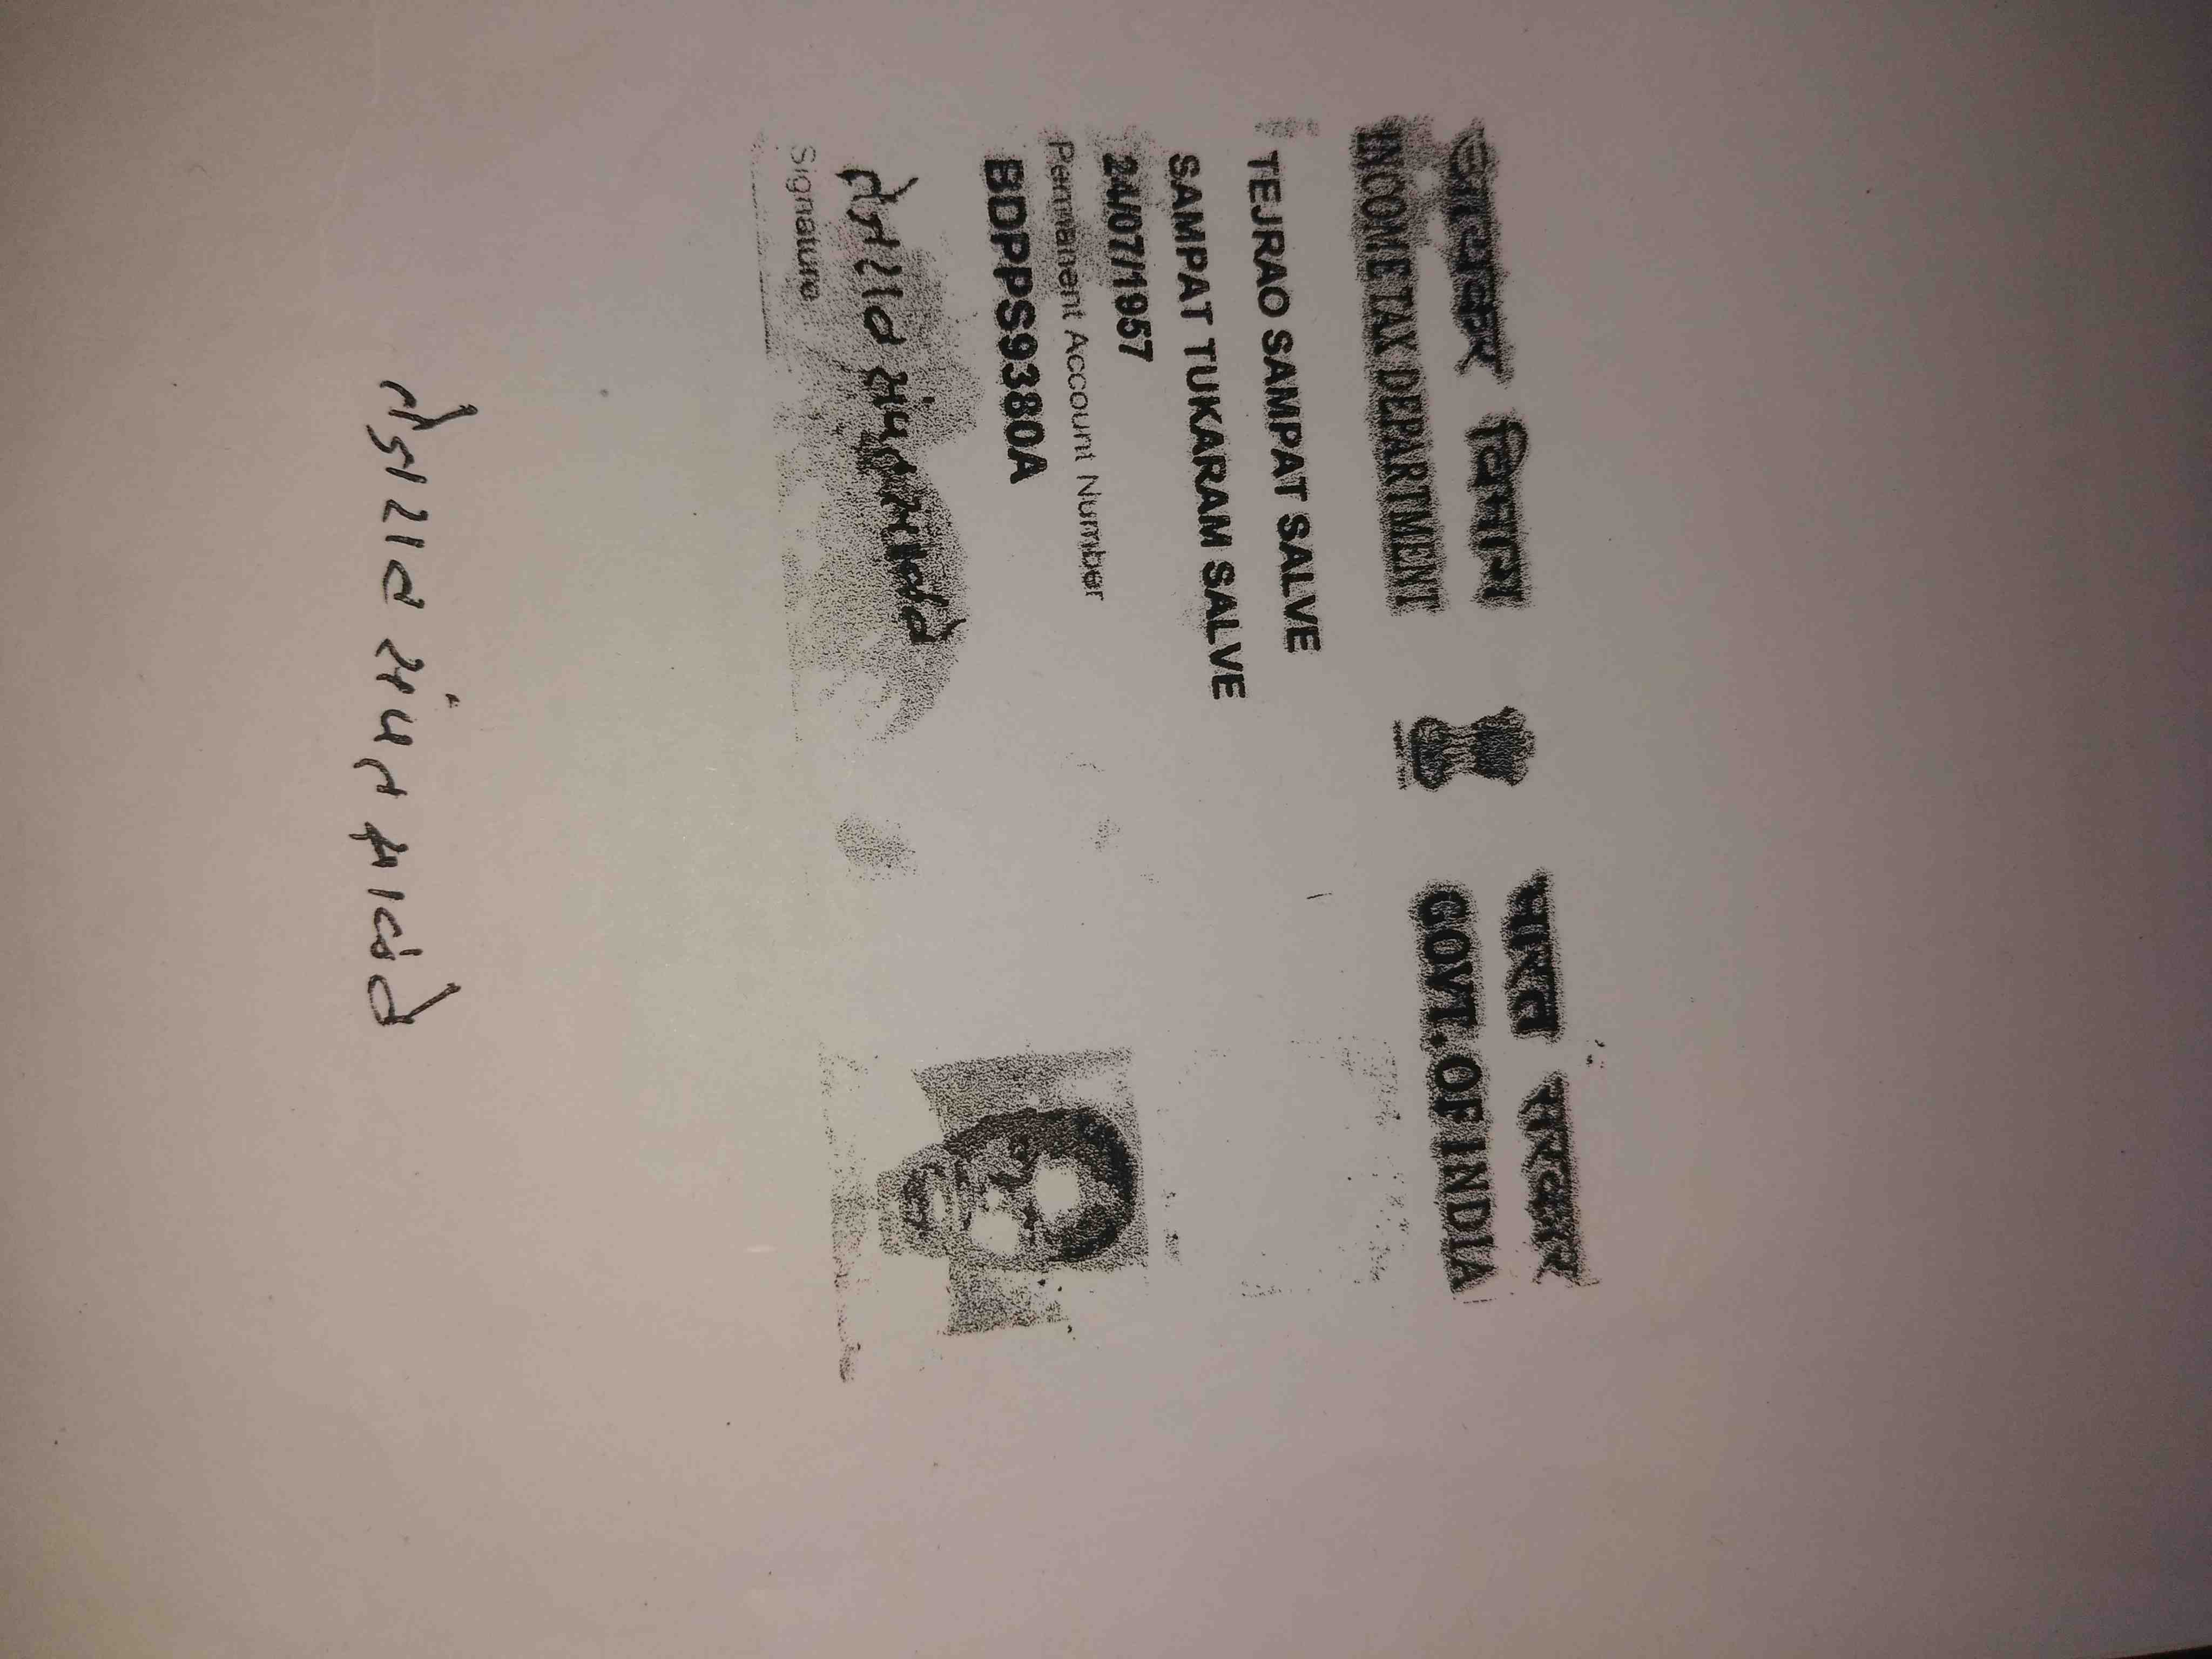 आयकर विभाग
INCOME TAX DEPARTMENT
भारत सरकार
GOVT. OF INDIA
TEJRAO SAMPAT SALVE
SAMPAT TUKARAM SALVE
24/07/1957
Permanent Account Number
BDPPS9380A
तेजराव संपत साळवे
Signature
तेजराव संपत साळवे